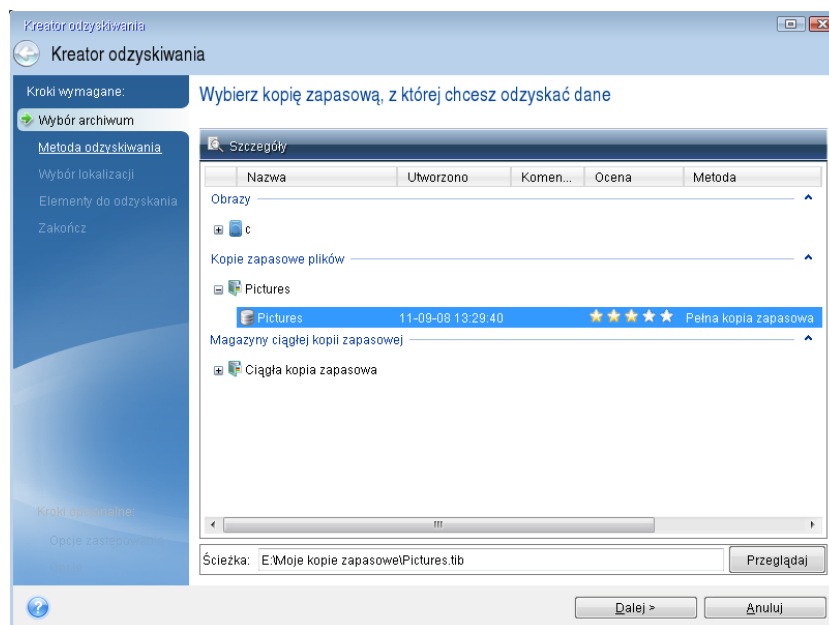 Kreator odzyskiwania
Kreator odzyskiwania
Kroki wymagane:
Wybór archiwum
Metoda odzyskiwania
Wybór lokalizacji
Elementy do odzyskania
Zakończ
Wybierz kopię zapasową, z której chcesz odzyskać dane
Szczegóły
Nazwa Utworzono Komen... Ocena Metoda
Obrazy
c
Kopie zapasowe plików
Pictures
Pictures 11-09-08 13:29:40 Pełna kopia zapasowa
Magazyny ciągłej kopii zapasowej
Ciągła kopia zapasowa
Kroki opcjonalne:
Opcje
Ścieżka: E:\Moje kopie zapasowe\Pictures.tib Przeglądaj
Dalej > Anuluj